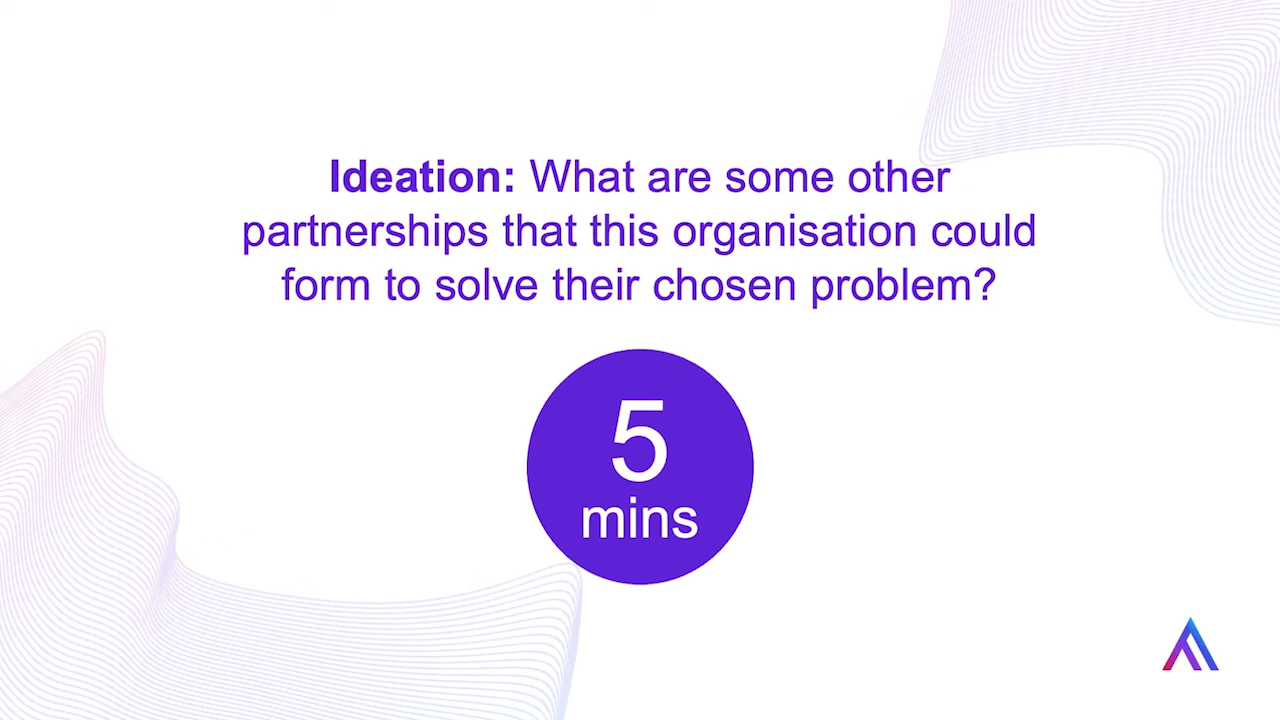 Ideation: What are some other
partnerships that this organisation could
form to solve their chosen problem?
5
mins